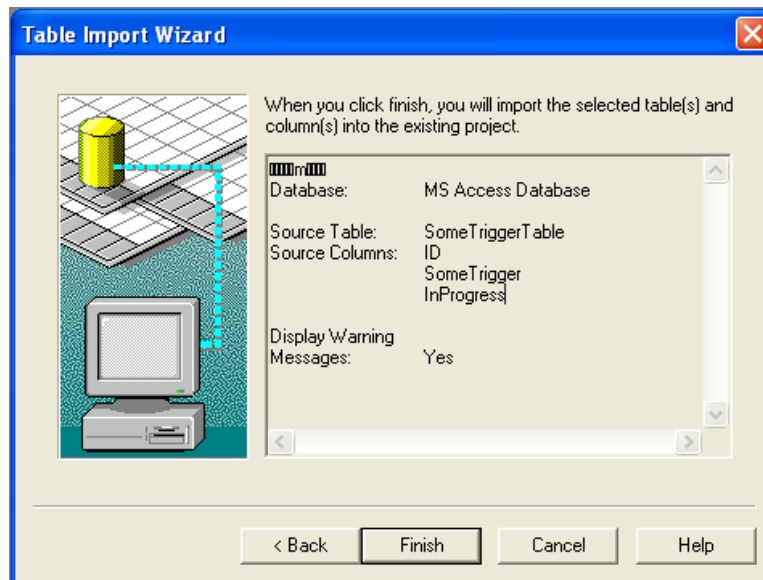 Table Import Wizard
When you click finish, you will import the selected table(s) and
column(s) into the existing project.
Database: MS Access Database
Source Table: SomeTriggerTable
Source Columns: ID
SomeTrigger
InProgress
Display Warning
Messages: Yes
< Back Finish Cancel Help